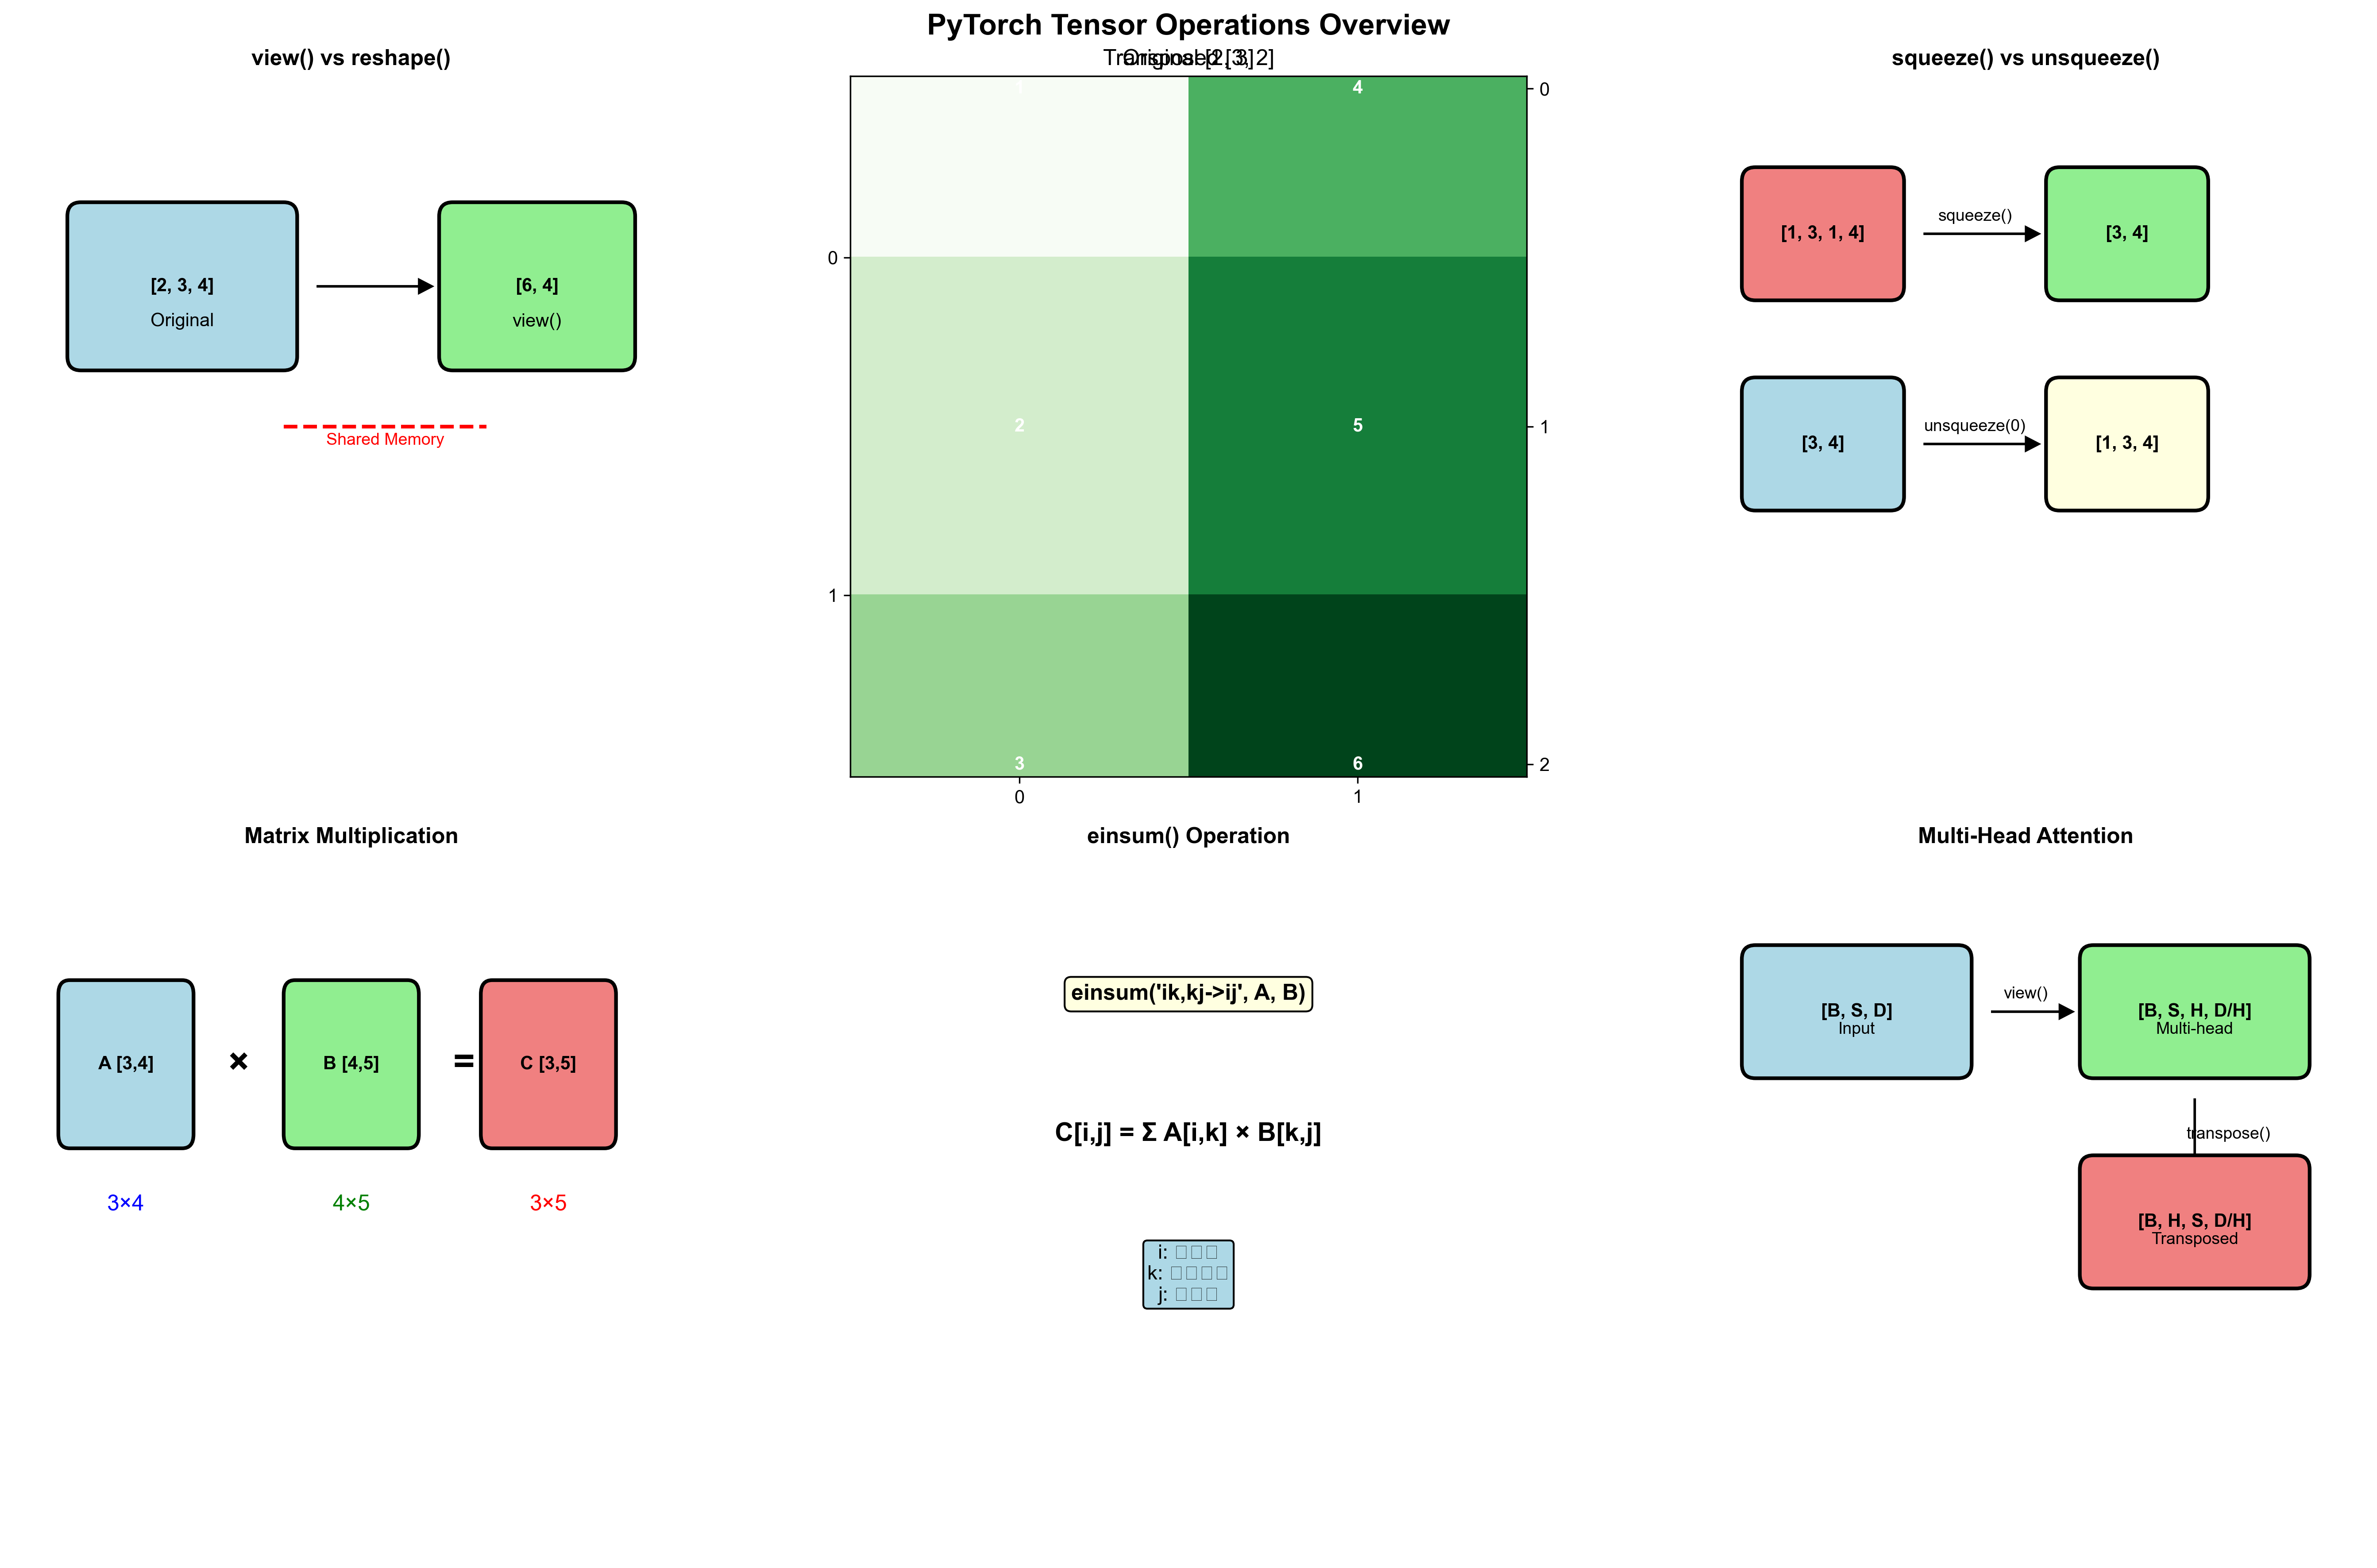 PyTorch Tensor Operations Overview
view() vs reshape()
[2, 3, 4]
Original
[6, 4]
view()
Shared Memory
4
2
5
3
6
0
1
0
1
2
0
1
squeeze() vs unsqueeze()
[1, 3, 1, 4]
squeeze()
[3, 4]
[3, 4]
unsqueeze(0)
[1, 3, 4]
Matrix Multiplication
A [3,4]
×
B [4,5]
=
C [3,5]
3×4
4×5
3×5
einsum() Operation
einsum('ik,kj->ij', A, B)
C[i,j] = Σ A[i,k] × B[k,j]
i: □□□
k: □□□□
j: □□□
Multi-Head Attention
[B, S, D]
Input
view()
[B, S, H, D/H]
Multi-head
transpose()
[B, H, S, D/H]
Transposed